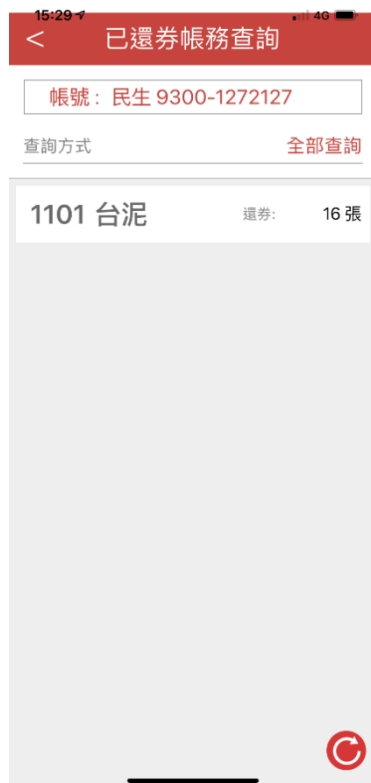 15:29 4G
< 已還券帳務查詢
帳號: 民生 9300-1272127
查詢方式 全部查詢
1101 台泥 還券: 16 張